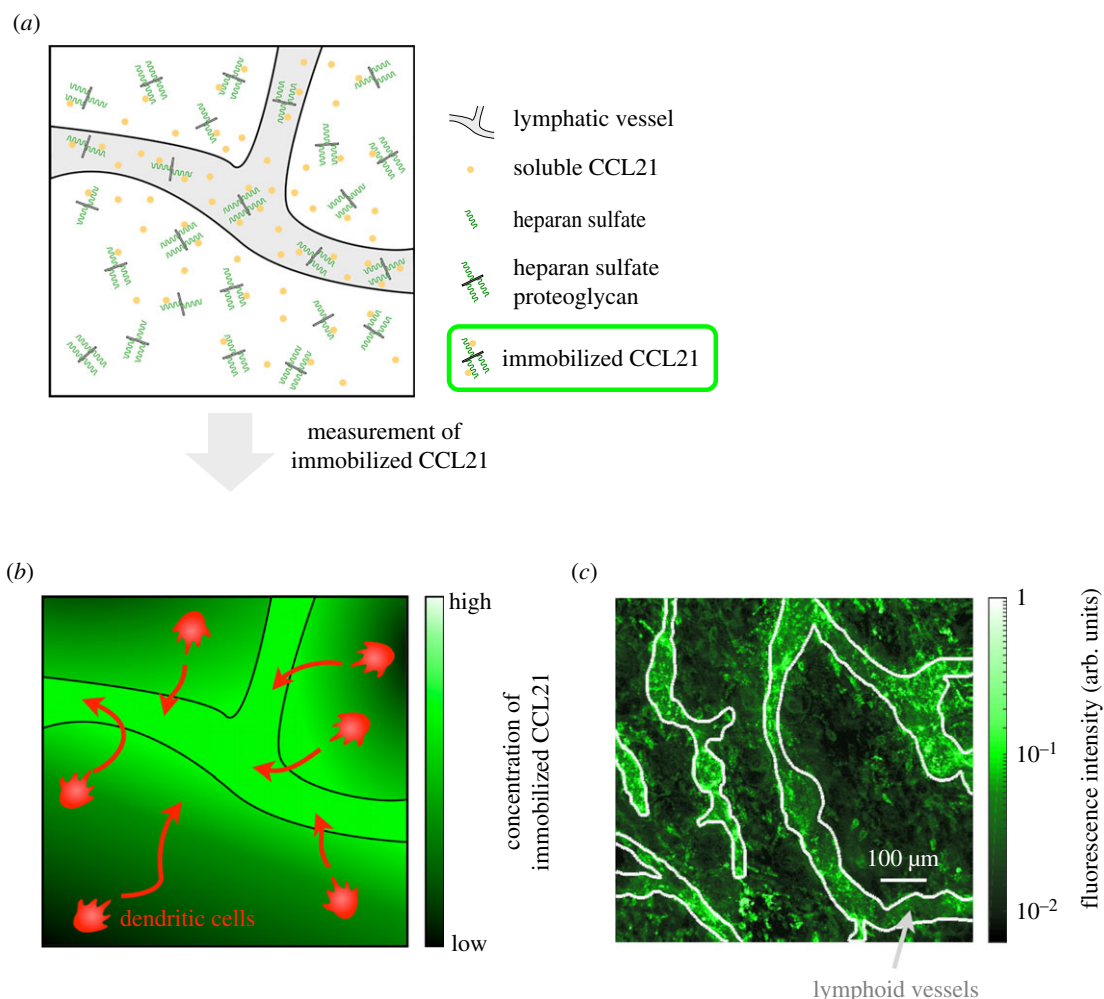 (a)
lymphatic vessel
soluble CCL21
heparan sulfate
heparan sulfate
proteoglycan
immobilized CCL21
measurement of
immobilized CCL21
(b)
high
low
concentration of
immobilized CCL21
dendritic cells
(c)
1
10⁻¹
10⁻²
fluorescence intensity (arb. units)
100 µm
lymphoid vessels